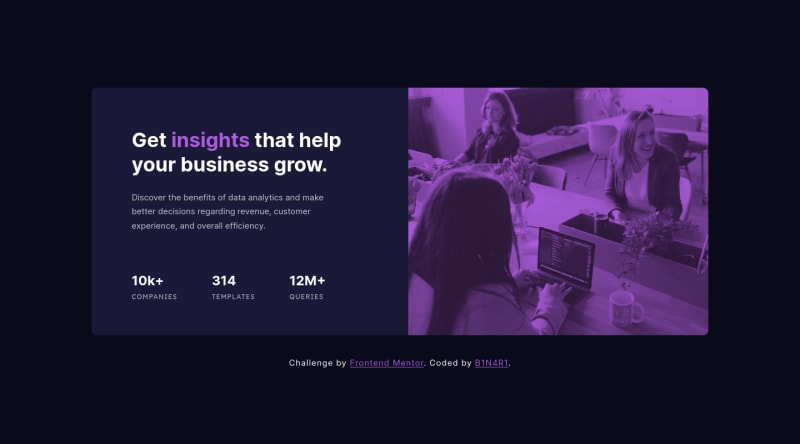 Get insights that help
your business grow.
Discover the benefits of data analytics and make
better decisions regarding revenue, customer
experience, and overall efficiency.
10k+ 314 12M+
COMPANIES TEMPLATES QUERIES
Challenge by Frontend Mentor. Coded by B1N4R1.